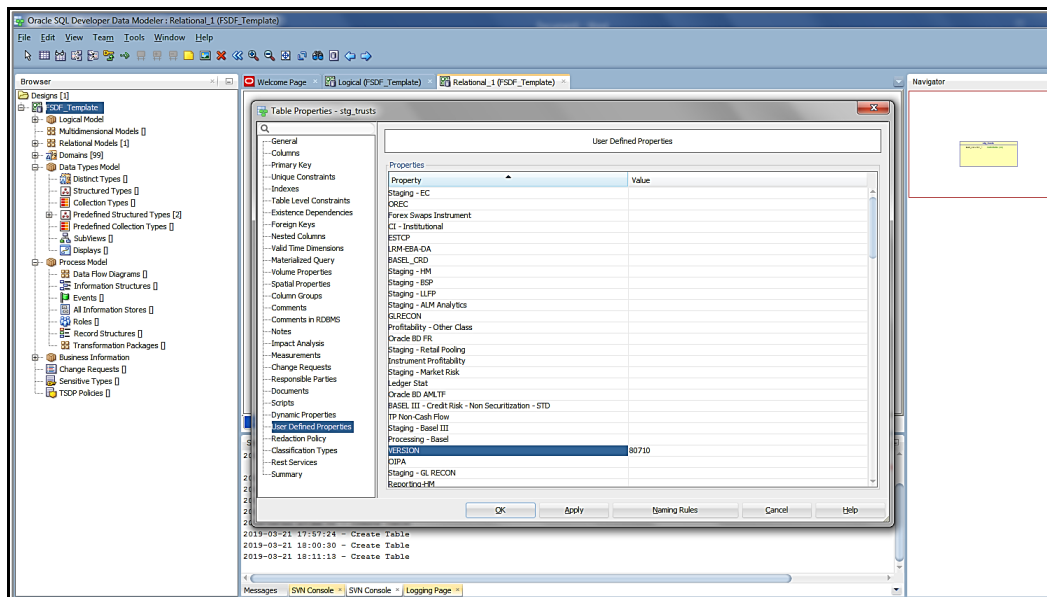 Oracle SQL Developer Data Modeler : Relational_1 (FSDF_Template)
File Edit View Team Tools Window Help
Browser
Designs [1]
FSDF_Template
Logical Model
Multidimensional Models []
Relational Models [1]
Domains [99]
Data Types Model
Distinct Types []
Structured Types []
Collection Types []
Predefined Structured Types [2]
Predefined Collection Types []
SubViews []
Displays []
Process Model
Data Flow Diagrams []
Information Structures []
Events []
All Information Stores []
Roles []
Record Structures []
Transformation Packages []
Business Information
Change Requests []
Sensitive Types []
TSDP Policies []
Welcome Page
Logical (FSDF_Template)
Relational_1 (FSDF_Template)
Navigator
Table Properties - stg_trusts
General
Columns
Primary Key
Unique Constraints
Indexes
Table Level Constraints
Existence Dependencies
Foreign Keys
Nested Columns
Valid Time Dimensions
Materialized Query
Volume Properties
Spatial Properties
Column Groups
Comments
Comments in RDBMS
Notes
Impact Analysis
Measurements
Change Requests
Responsible Parties
Documents
Scripts
Dynamic Properties
User Defined Properties
Redaction Policy
Classification Types
Rest Services
Summary
User Defined Properties
Properties
Property Value
Staging - EC
OREC
Forex Swaps Instrument
CI - Institutional
ESTCP
LRM-EBA-DA
BASEL_CRD
Staging - HM
Staging - BSP
Staging - LLFP
Staging - ALM Analytics
GLRECON
Profitability - Other Class
Oracle BD FR
Staging - Retail Pooling
Instrument Profitability
Staging - Market Risk
Ledger Stat
Oracle BD AMLTF
BASEL III - Credit Risk - Non Securitization - STD
TP Non-Cash Flow
Staging - Basel III
Processing - Basel
VERSION 80710
OIPA
Staging - GL RECON
Reporting-HM
OK Apply Naming Rules Cancel Help
2019-03-21 17:57:24 - Create Table
2019-03-21 18:00:30 - Create Table
2019-03-21 18:11:13 - Create Table
Messages SVN Console SVN Console Logging Page